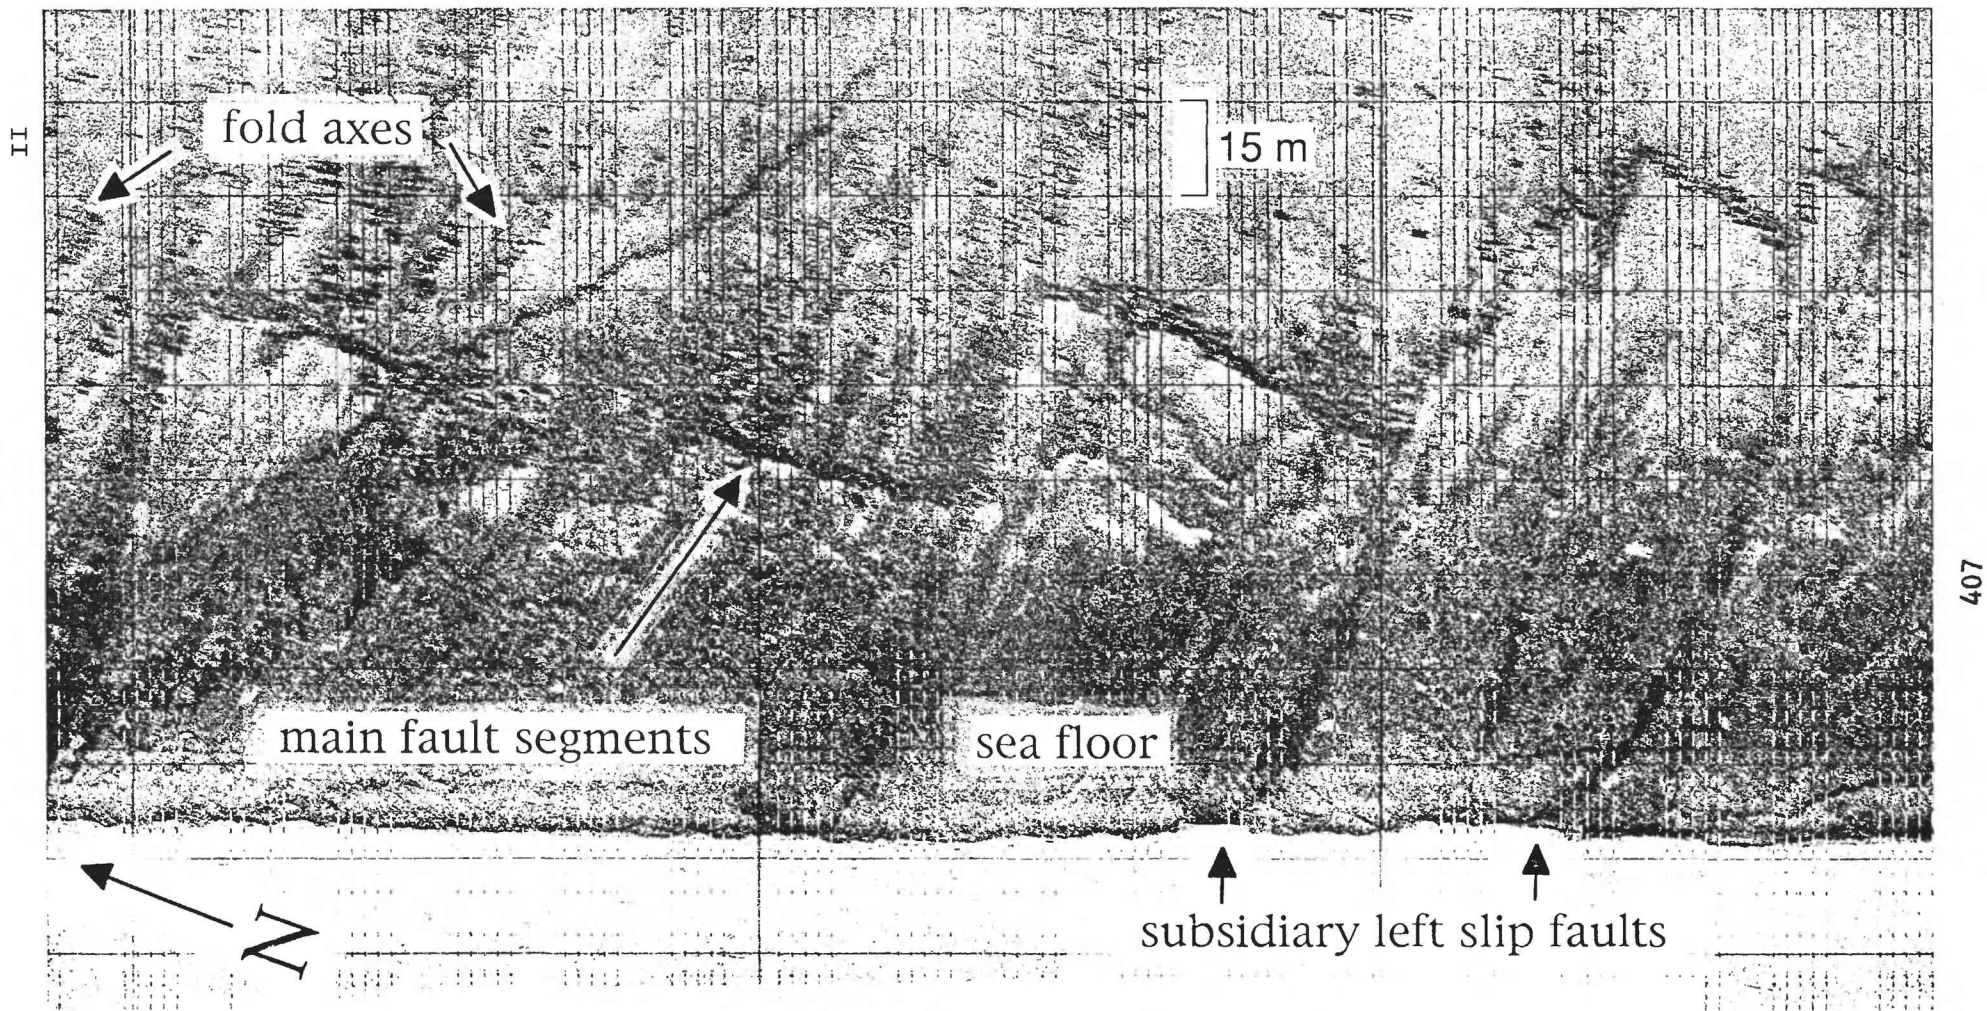 II
fold axes
15 m
407
main fault segments
sea floor
subsidiary left slip faults
N